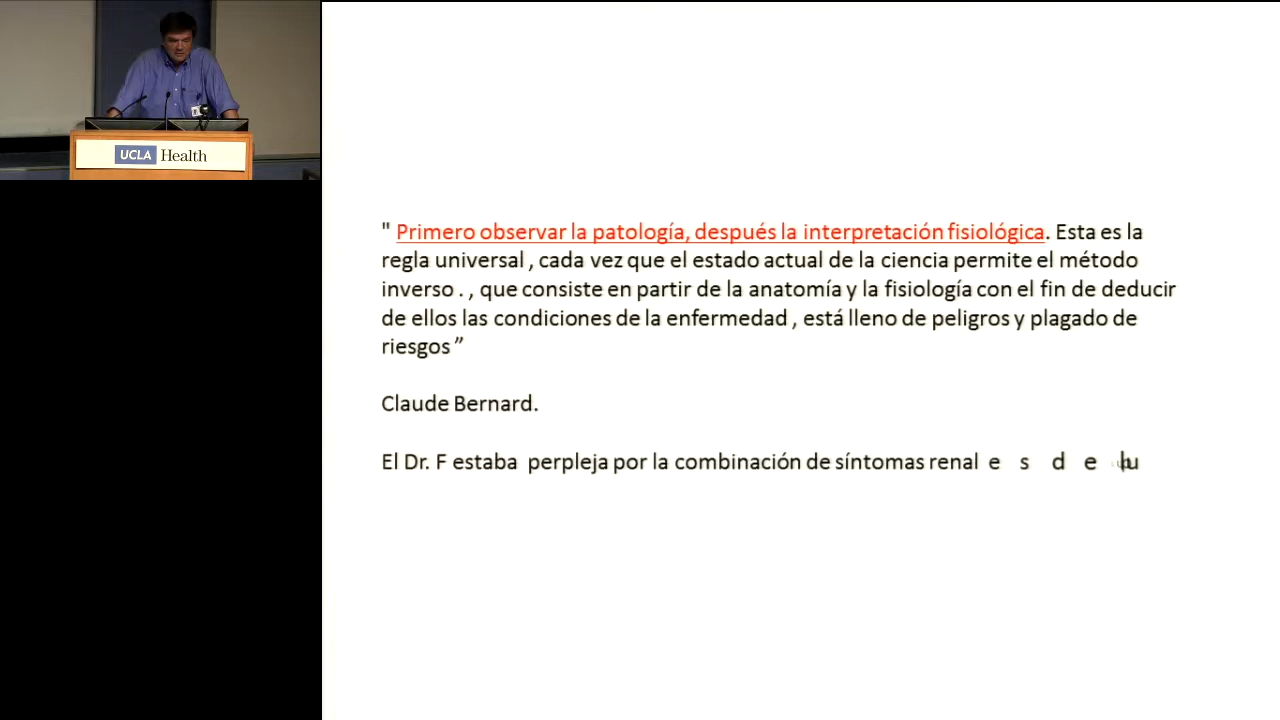 UCLA Health
" Primero observar la patología, después la interpretación fisiológica. Esta es la
regla universal , cada vez que el estado actual de la ciencia permite el método
inverso . , que consiste en partir de la anatomía y la fisiología con el fin de deducir
de ellos las condiciones de la enfermedad , está lleno de peligros y plagado de
riesgos ”
Claude Bernard.
El Dr. F estaba perpleja por la combinación de síntomas renal e s d e